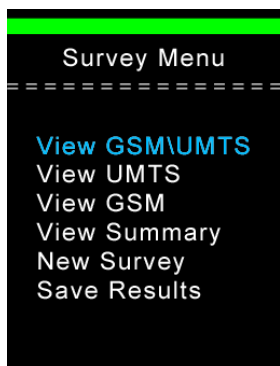 Survey Menu
===============
View GSM\UMTS
View UMTS
View GSM
View Summary
New Survey
Save Results